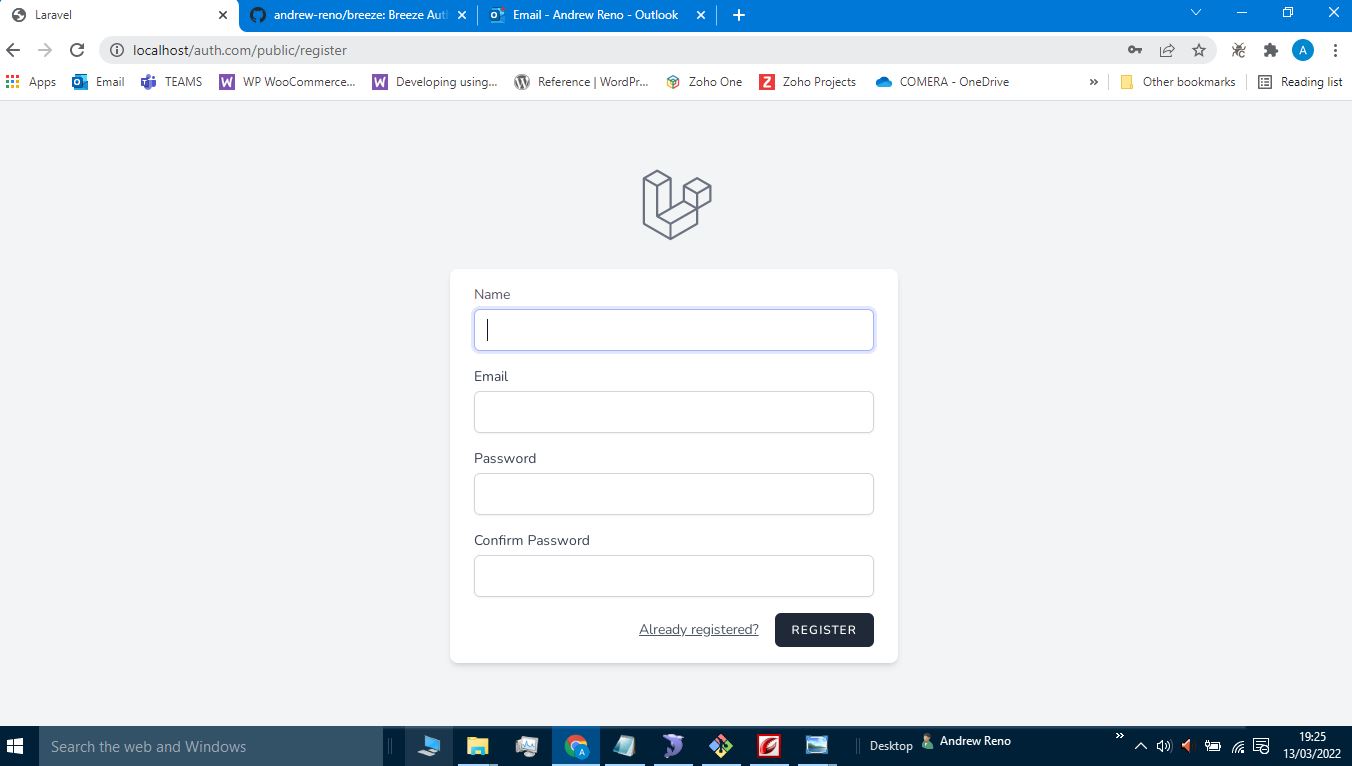 Laravel
andrew-reno/breeze: Breeze Aut
Email - Andrew Reno - Outlook
localhost/auth.com/public/register
A
Apps
Email
TEAMS
WP WooCommerce...
Developing using...
Reference | WordPr...
Zoho One
Zoho Projects
COMERA - OneDrive
»
Other bookmarks
Reading list
Name
Email
Password
Confirm Password
Already registered?
REGISTER
Search the web and Windows
Desktop
Andrew Reno
»
19:25
13/03/2022